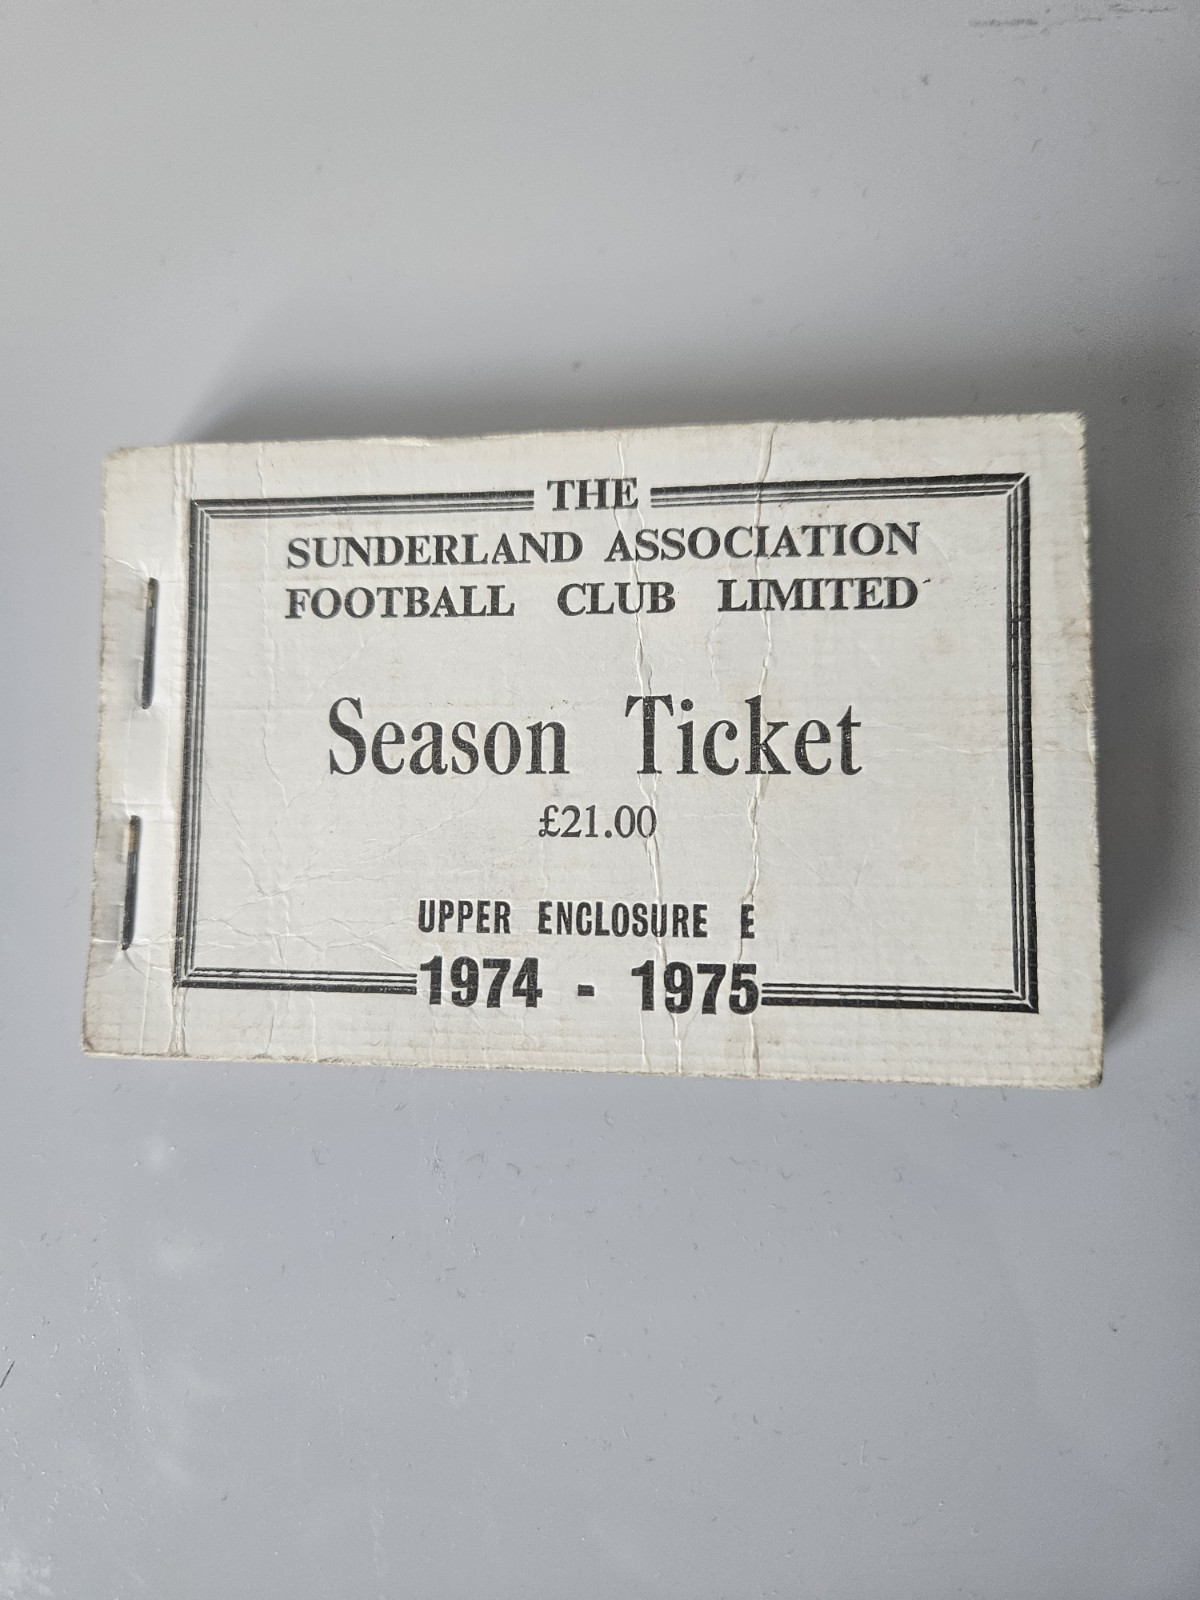 THE
SUNDERLAND ASSOCIATION
FOOTBALL CLUB LIMITED
Season Ticket
£21.00
UPPER ENCLOSURE E
1974 - 1975